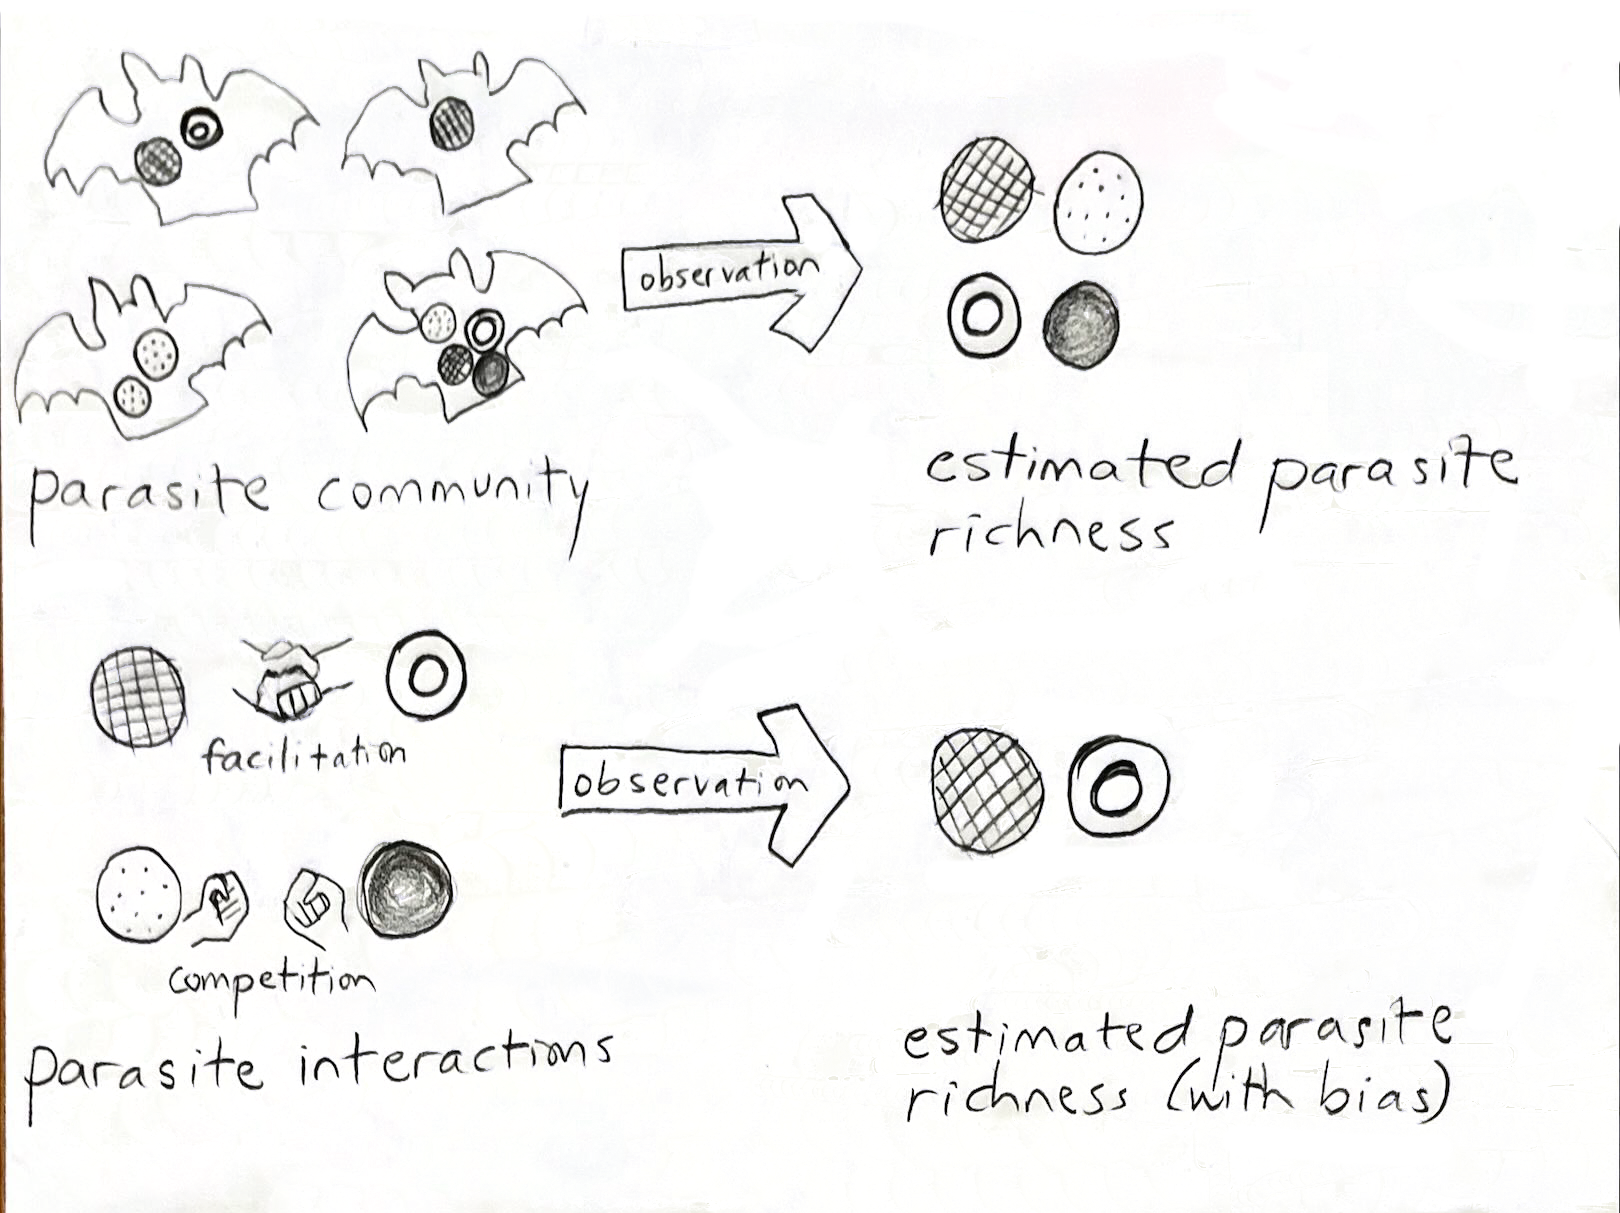 observation
parasite community
estimated parasite
richness
facilitation
observation
competition
parasite interactions
estimated parasite
richness (with bias)